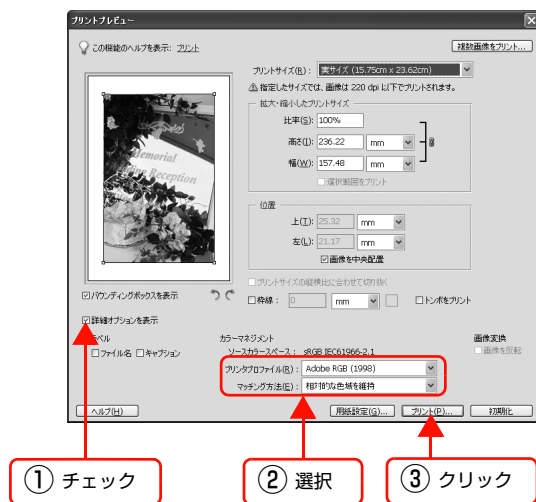 プリントプレビュー
この機能のヘルプを表示: プリント
複数画像をプリント...
プリントサイズ(R): 実サイズ (15.75cm x 23.62cm)
指定したサイズでは、画像は 220 dpi 以下でプリントされます。
拡大・縮小したプリントサイズ
比率(S): 100%
高さ(I): 236.22 mm
幅(W): 157.48 mm
選択範囲をプリント
位置
上(T): 25.32 mm
左(L): 21.17 mm
画像を中央配置
プリントサイズの縦横比に合わせて切り抜く
枠線: 0 mm トンボをプリント
Memorial
Reception
バウンディングボックスを表示
詳細オプションを表示
ベル
ファイル名 キャプション
カラーマネジメント
ソースカラースペース: sRGB IEC61966-2.1
プリンタプロファイル(R): Adobe RGB (1998)
マッチング方法(E): 相対的な色域を維持
画像変換
画像を反転
ヘルプ(H) 用紙設定(G)... プリント(P)... 初期化
① チェック ② 選択 ③ クリック